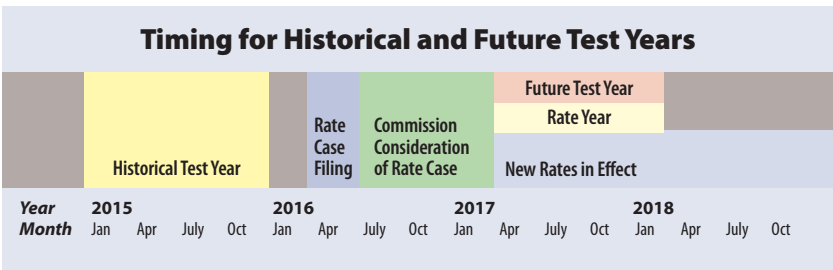 Timing for Historical and Future Test Years
Historical Test Year
Rate
Case
Filing
Commission
Consideration
of Rate Case
Future Test Year
Rate Year
New Rates in Effect
Year 2015 2016 2017 2018
Month Jan Apr July Oct Jan Apr July Oct Jan Apr July Oct Jan Apr July Oct